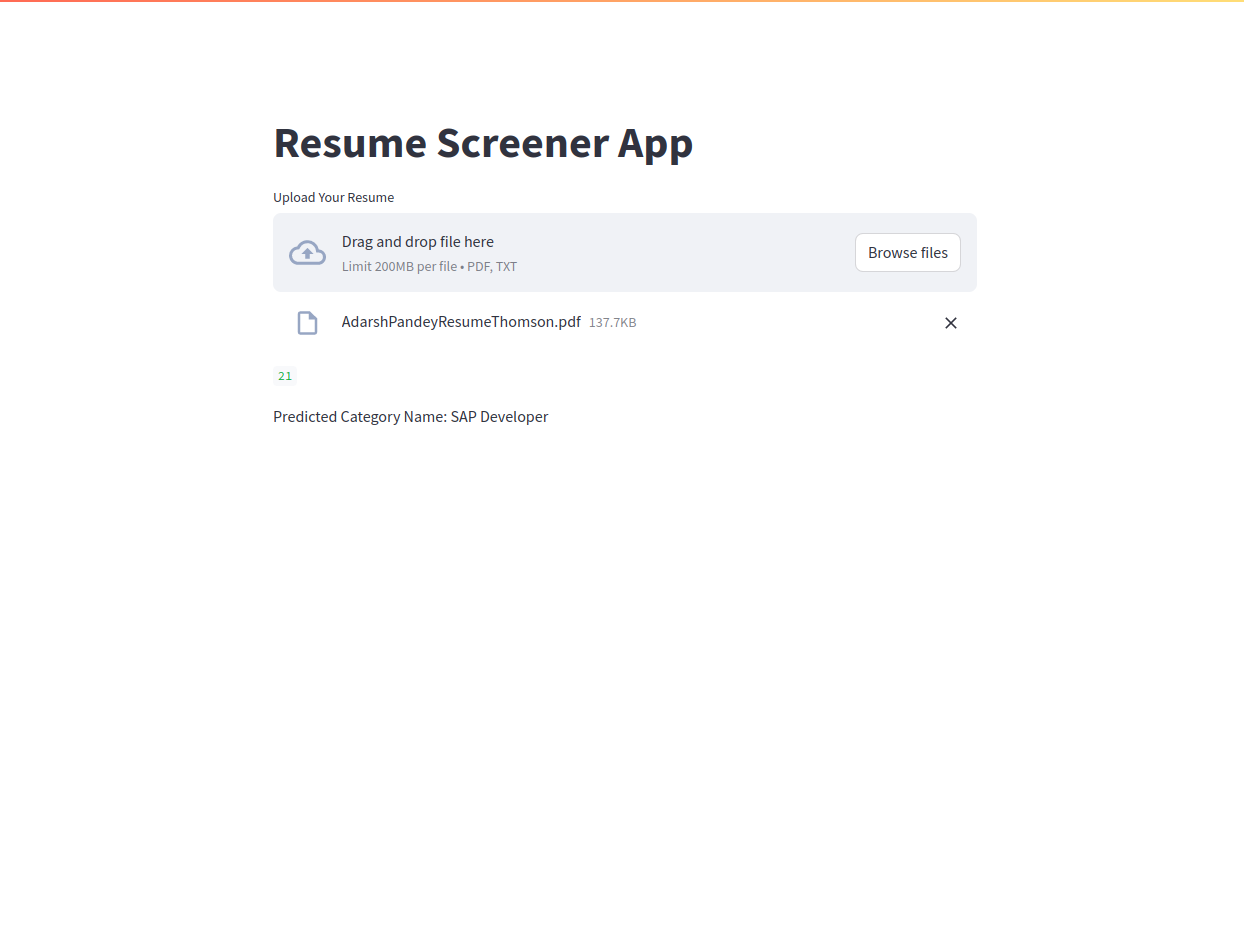 Resume Screener App
Upload Your Resume
Drag and drop file here
Limit 200MB per file • PDF, TXT
Browse files
AdarshPandeyResumeThomson.pdf 137.7KB
21
Predicted Category Name: SAP Developer